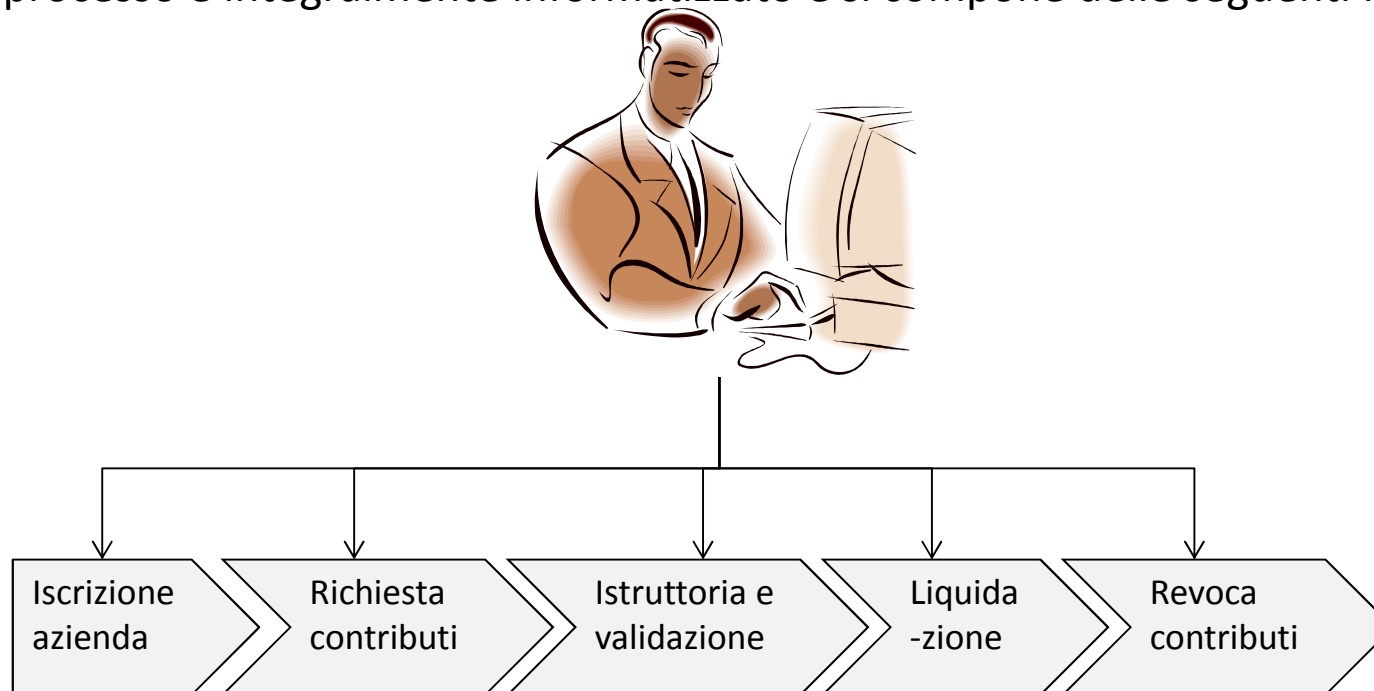 processo è integralmente informatizzato e si compone delle seguenti
Iscrizione
azienda
Richiesta
contributi
Istruttoria e
validazione
Liquida
-zione
Revoca
contributi